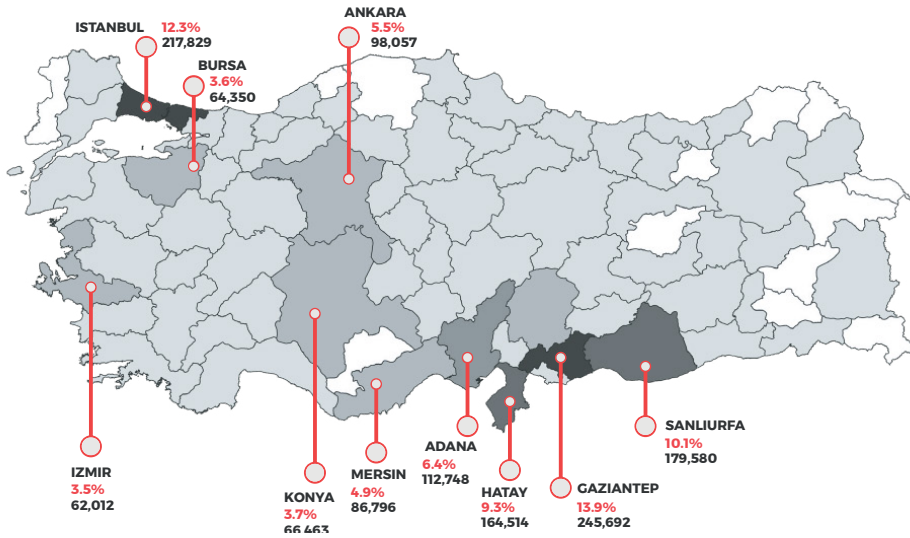 ISTANBUL 12.3%
217,829
BURSA
3.6%
64,350
ANKARA
5.5%
98,057
IZMIR
3.5%
62,012
KONYA
3.7%
66,463
MERSIN
4.9%
86,796
ADANA
6.4%
112,748
HATAY
9.3%
164,514
GAZIANTEP
13.9%
245,692
SANLIURFA
10.1%
179,580